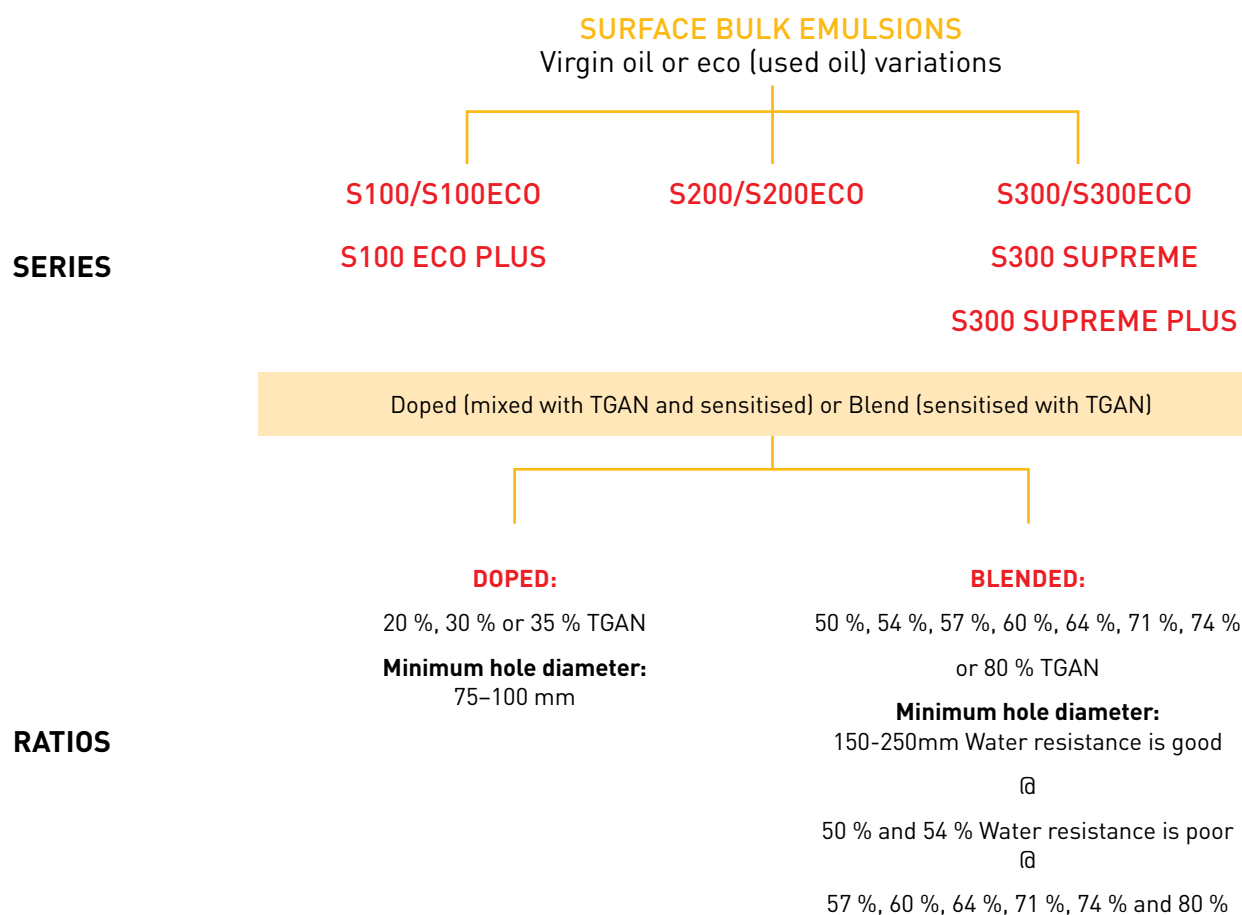 SURFACE BULK EMULSIONS
Virgin oil or eco (used oil) variations
S100/S100ECO
S200/S200ECO
S300/S300ECO
SERIES
S100 ECO PLUS
S300 SUPREME
S300 SUPREME PLUS
Doped (mixed with TGAN and sensitised) or Blend (sensitised with TGAN)
RATIOS
DOPED:
20 %, 30 % or 35 % TGAN
Minimum hole diameter:
75–100 mm
BLENDED:
50 %, 54 %, 57 %, 60 %, 64 %, 71 %, 74 %
or 80 % TGAN
Minimum hole diameter:
150-250mm Water resistance is good
@
50 % and 54 % Water resistance is poor
@
57 %, 60 %, 64 %, 71 %, 74 % and 80 %